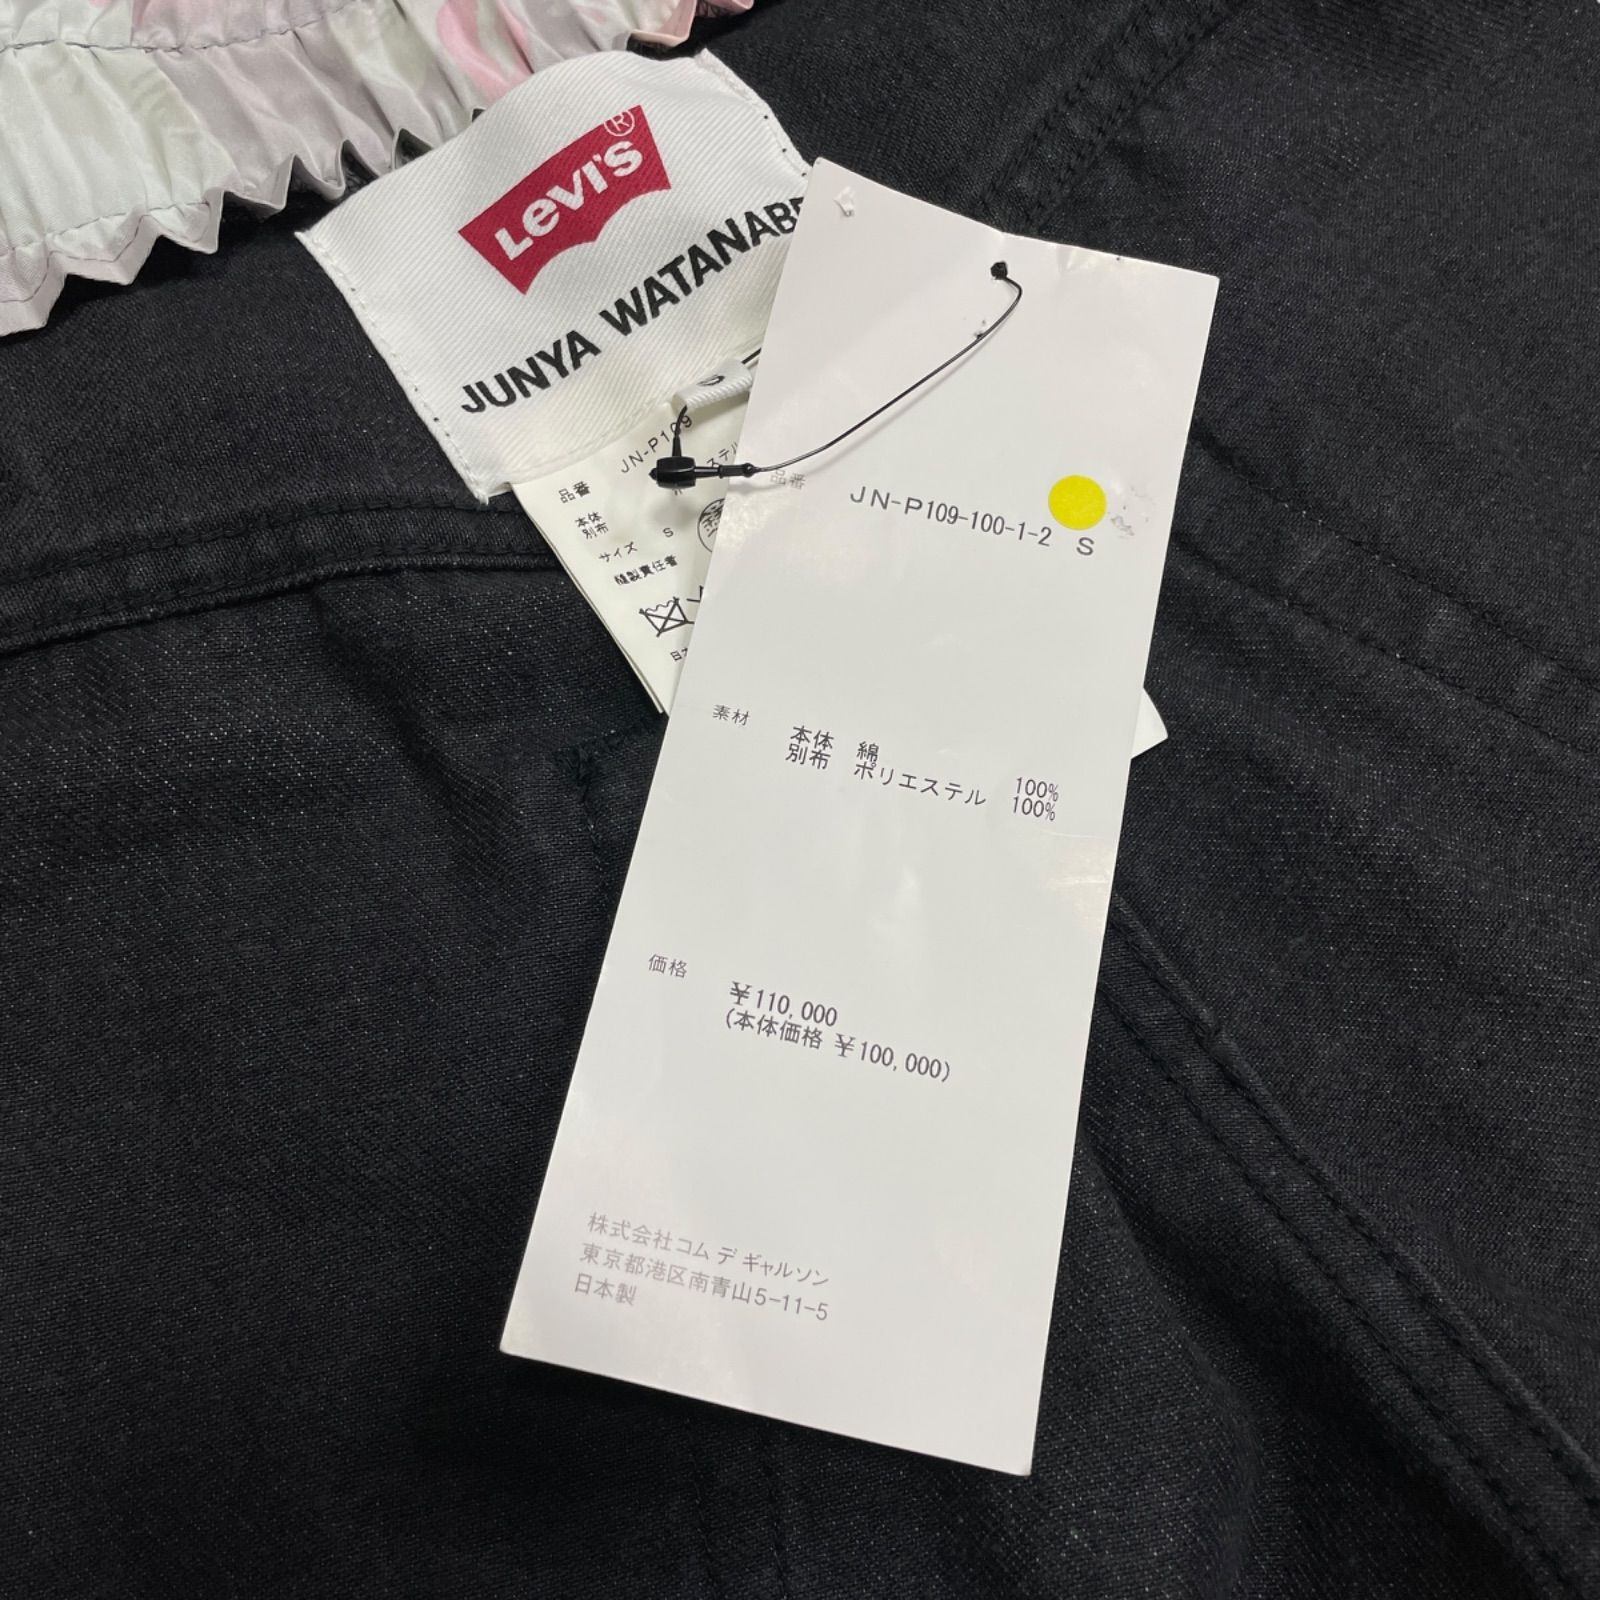 LEVI'S ®
JUNYA WATANABE
品番 JN-P109
本体
別布 ステル
サイズ S
縫製責任者
品番 JN-P109-100-1-2 S
素材 本体 綿 100%
別布 ポリエステル 100%
価格 ¥110,000
(本体価格 ¥100,000)
株式会社コム デ ギャルソン
東京都港区南青山5-11-5
日本製